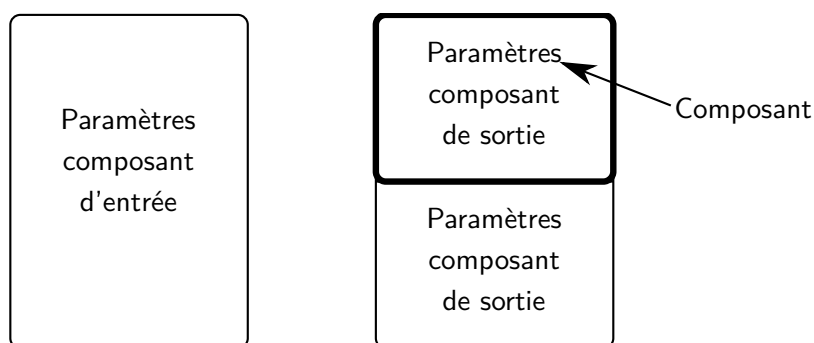 Paramètres
composant
d'entrée
Paramètres
composant
de sortie
Composant
Paramètres
composant
de sortie